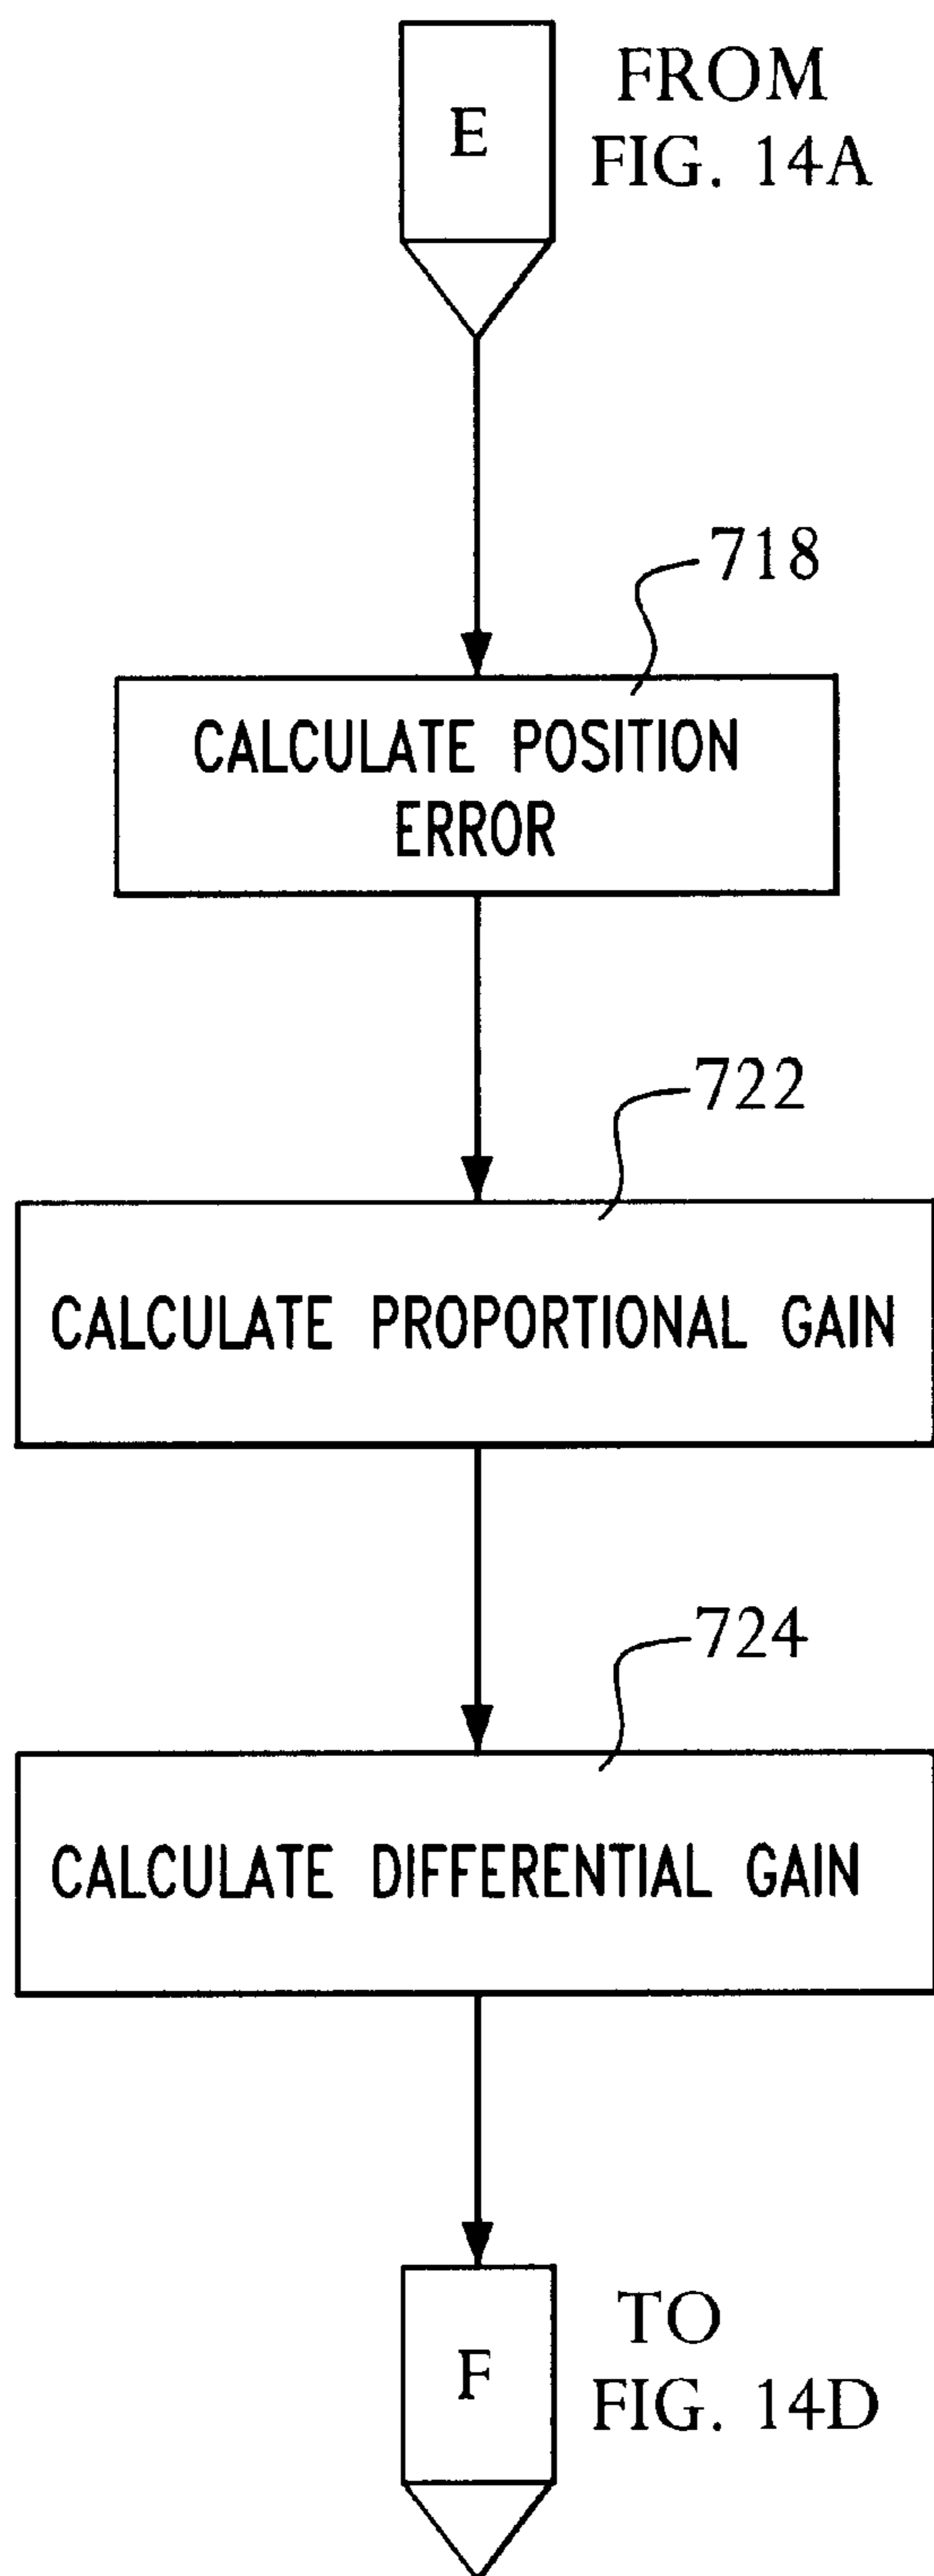 E
FROM
FIG. 14A
718
CALCULATE POSITION
ERROR
722
CALCULATE PROPORTIONAL GAIN
724
CALCULATE DIFFERENTIAL GAIN
F
TO
FIG. 14D